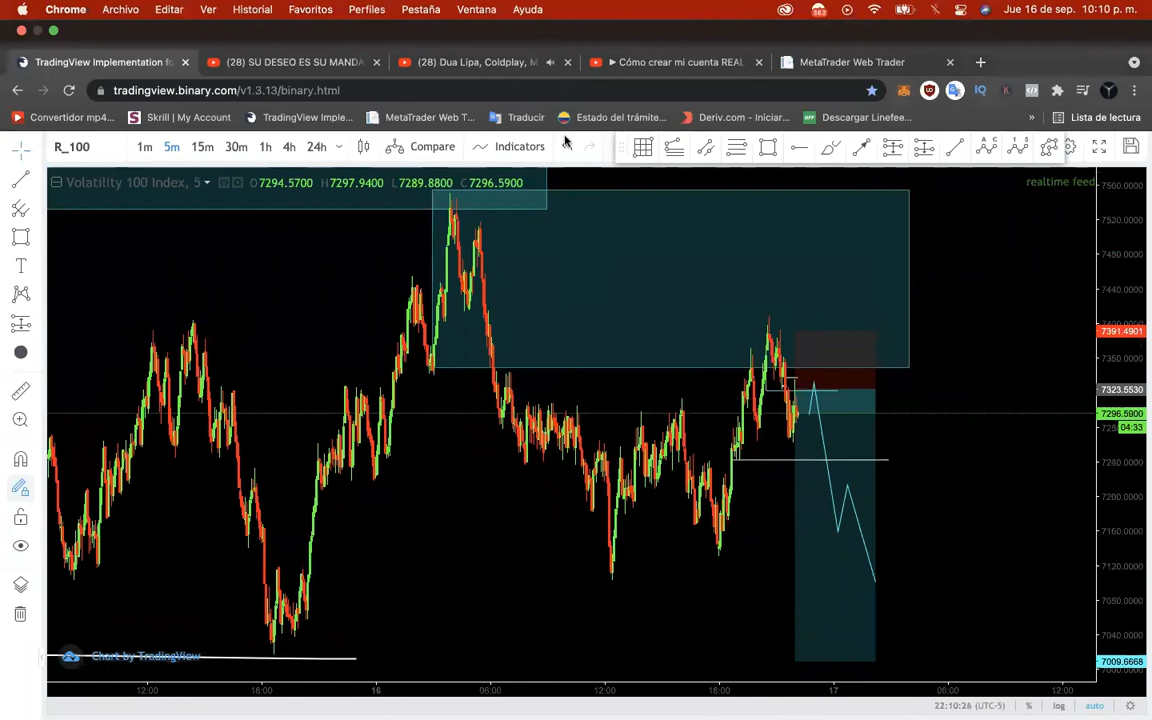 Chrome Archivo Editar Ver Historial Favoritos Perfiles Pestaña Ventana Ayuda 363 Jue 16 de sep. 10:10 p. m.
TradingView Implementation fo (28) SU DESEO ES SU MANDA (28) Dua Lipa, Coldplay, M ► Cómo crear mi cuenta REAL MetaTrader Web Trader
tradingview.binary.com/v1.3.13/binary.html
Convertidor mp4... Skrill | My Account TradingView Imple... MetaTrader Web T... Traducir Estado del trámite... Deriv.com - Iniciar... Descargar Linefee... » Lista de lectura
R_100 1m 5m 15m 30m 1h 4h 24h Compare Indicators
Volatility 100 Index, 5 O7294.5700 H7297.9400 L7289.8800 C7296.5900
realtime feed
7520.0000
7480.0000
7440.0000
7391.4901
7360.0000
7323.5530
7296.5900
04:33
7240.0000
7200.0000
7160.0000
7120.0000
7080.0000
7040.0000
7009.6668
Chart by TradingView
12:00 18:00 16 06:00 12:00 18:00 17 06:00 12:00
22:10:26 (UTC-5) % log auto